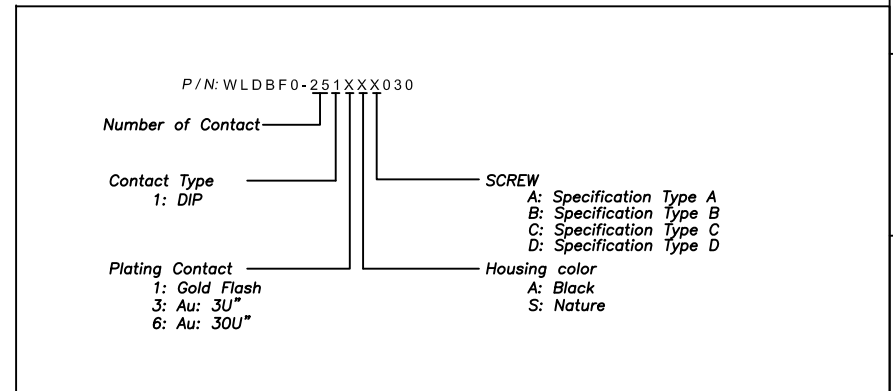 P/N: WLDBF0-251XXX030
Number of Contact
Contact Type
1: DIP
Plating Contact
1: Gold Flash
3: Au: 3U"
6: Au: 30U"
SCREW
A: Specification Type A
B: Specification Type B
C: Specification Type C
D: Specification Type D
Housing color
A: Black
S: Nature